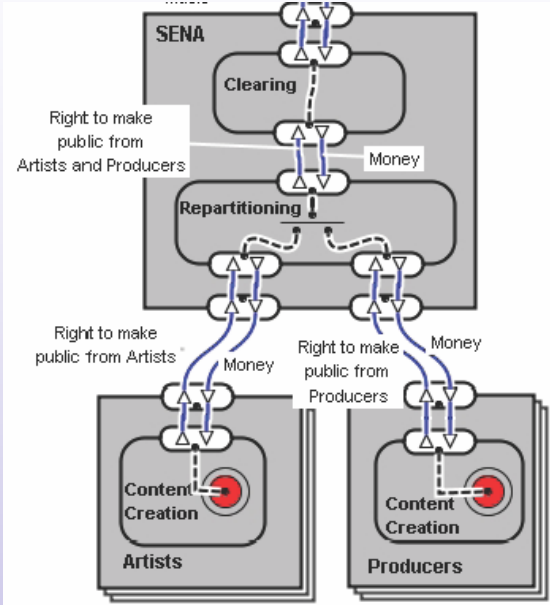 SENA
Clearing
Right to make
public from
Artists and Producers
Money
Repartitioning
Right to make
public from Artists
Money
Right to make
public from
Producers
Money
Content
Creation
Artists
Content
Creation
Producers